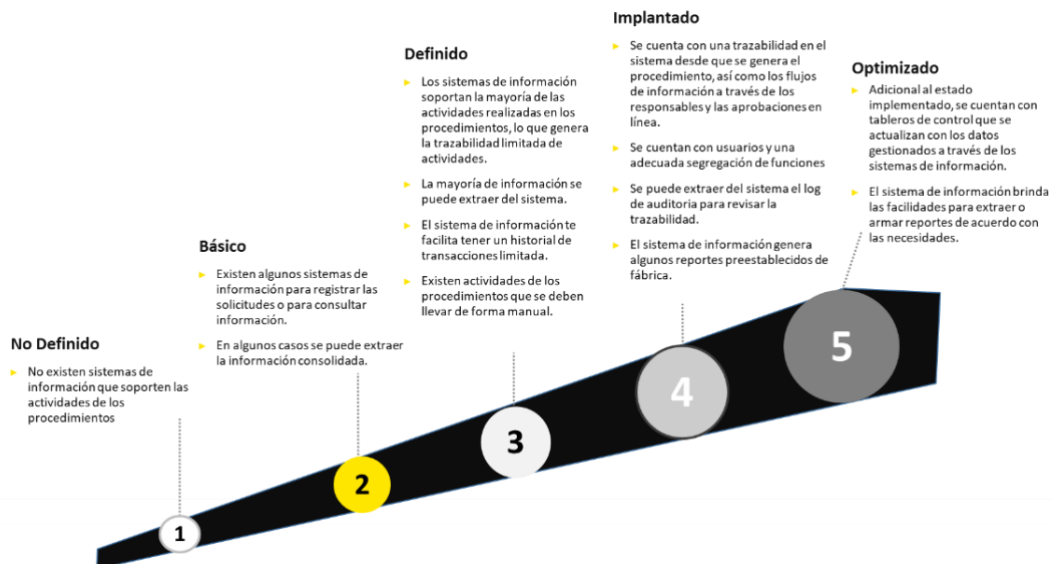 No Definido
No existen sistemas de
información que soporten las
actividades de los
procedimientos
Básico
Existen algunos sistemas de
información para registrar las
solicitudes o para consultar
información.
En algunos casos se puede extraer
la información consolidada.
Definido
Los sistemas de información
soportan la mayoría de las
actividades realizadas en los
procedimientos, lo que genera
la trazabilidad limitada de
actividades.
La mayoría de información se
puede extraer del sistema.
El sistema de información te
facilita tener un historial de
transacciones limitada.
Existen actividades de los
procedimientos que se deben
llevar de forma manual.
Implantado
Se cuenta con una trazabilidad en el
sistema desde que se genera el
procedimiento, así como los flujos
de información a través de los
responsables y las aprobaciones en
línea.
Se cuentan con usuarios y una
adecuada segregación de funciones
Se puede extraer del sistema el log
de auditoria para revisar la
trazabilidad.
El sistema de información genera
algunos reportes preestablecidos de
fábrica.
Optimizado
Adicional al estado
implementado, se cuentan con
tableros de control que se
actualizan con los datos
gestionados a través de los
sistemas de información.
El sistema de información brinda
las facilidades para extraer o
armar reportes de acuerdo con
las necesidades.
1
2
3
4
5